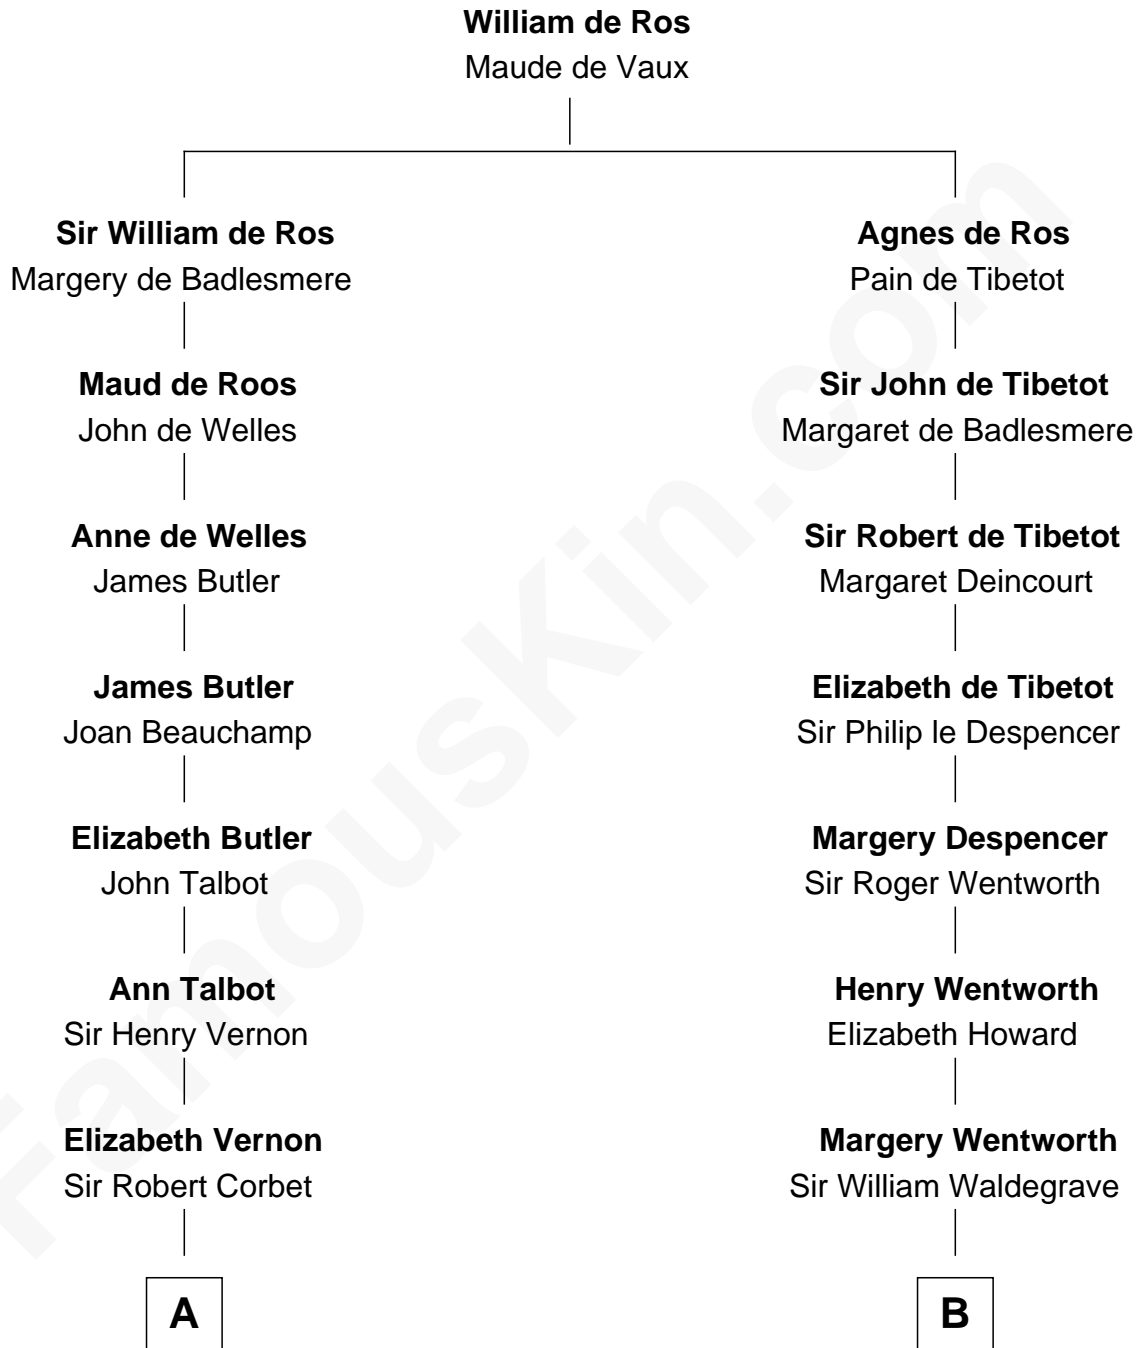 William de Ros
Maude de Vaux
Sir William de Ros
Margery de Badlesmere
Maud de Roos
John de Welles
Anne de Welles
James Butler
James Butler
Joan Beauchamp
Elizabeth Butler
John Talbot
Ann Talbot
Sir Henry Vernon
Elizabeth Vernon
Sir Robert Corbet
A
Agnes de Ros
Pain de Tibetot
Sir John de Tibetot
Margaret de Badlesmere
Sir Robert de Tibetot
Margaret Deincourt
Elizabeth de Tibetot
Sir Philip le Despencer
Margery Despencer
Sir Roger Wentworth
Henry Wentworth
Elizabeth Howard
Margery Wentworth
Sir William Waldegrave
B
FamousKin.com